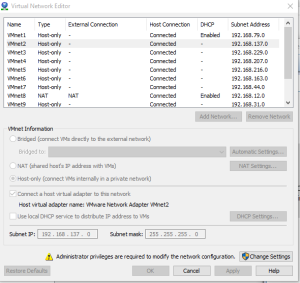 Virtual Network Editor
Name Type External Connection Host Connection DHCP Subnet Address
VMnet1 Host-only - Connected Enabled 192.168.79.0
VMnet2 Host-only - Connected - 192.168.137.0
VMnet3 Host-only - Connected - 192.168.229.0
VMnet4 Host-only - Connected - 192.168.207.0
VMnet5 Host-only - Connected - 192.168.216.0
VMnet6 Host-only - Connected - 192.168.163.0
VMnet7 Host-only - Connected - 192.168.44.0
VMnet8 NAT NAT Connected Enabled 192.168.12.0
VMnet9 Host-only - Connected - 192.168.31.0
Add Network... Remove Network
VMnet Information
Bridged (connect VMs directly to the external network)
Bridged to: Automatic Settings...
NAT (shared host's IP address with VMs) NAT Settings...
Host-only (connect VMs internally in a private network)
Connect a host virtual adapter to this network
Host virtual adapter name: VMware Network Adapter VMnet2
Use local DHCP service to distribute IP address to VMs DHCP Settings...
Subnet IP: 192 . 168 . 137 . 0 Subnet mask: 255 . 255 . 255 . 0
Administrator privileges are required to modify the network configuration. Change Settings
Restore Defaults OK Cancel Apply Help